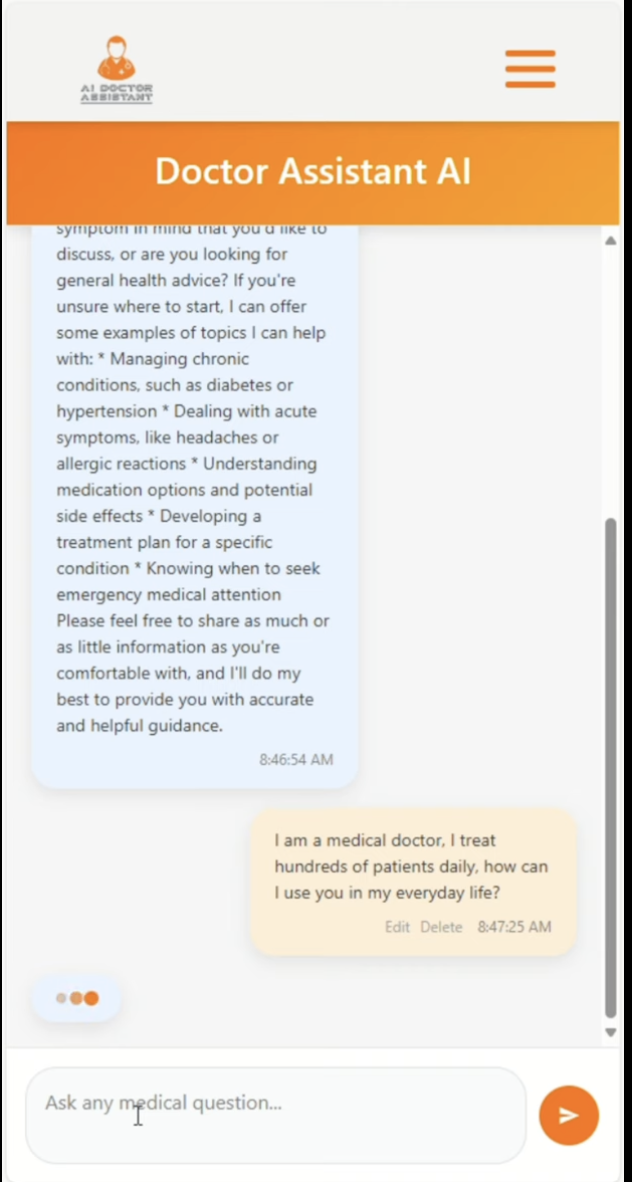 AI DOCTOR
ASSISTANT
Doctor Assistant AI
symptom in mind that you'd like to
discuss, or are you looking for
general health advice? If you're
unsure where to start, I can offer
some examples of topics I can help
with: * Managing chronic
conditions, such as diabetes or
hypertension * Dealing with acute
symptoms, like headaches or
allergic reactions * Understanding
medication options and potential
side effects * Developing a
treatment plan for a specific
condition * Knowing when to seek
emergency medical attention
Please feel free to share as much or
as little information as you're
comfortable with, and I'll do my
best to provide you with accurate
and helpful guidance.
8:46:54 AM
I am a medical doctor, I treat
hundreds of patients daily, how can
I use you in my everyday life?
Edit Delete 8:47:25 AM
Ask any medical question...